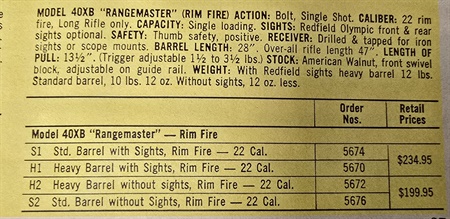 MODEL 40XB "RANGEMASTER" (RIM FIRE) ACTION: Bolt, Single Shot. CALIBER: 22 rim
fire, Long Rifle only. CAPACITY: Single loading. SIGHTS: Redfield Olympic front & rear
sights optional. SAFETY: Thumb safety, positive. RECEIVER: Drilled & tapped for iron
sights or scope mounts. BARREL LENGTH: 28". Over-all rifle length 47". LENGTH OF
PULL: 13½". (Trigger adjustable 1½ to 3½ lbs.) STOCK: American Walnut, front swivel
block, adjustable on guide rail. WEIGHT: With Redfield sights heavy barrel 12 lbs.
Standard barrel, 10 lbs. 12 oz. Without sights, 12 oz. less.
Order Nos. Retail Prices
Model 40XB "Rangemaster" — Rim Fire
S1 Std. Barrel with Sights, Rim Fire — 22 Cal. 5674
$234.95
H1 Heavy Barrel with Sights, Rim Fire — 22 Cal. 5670
H2 Heavy Barrel without sights, Rim Fire — 22 Cal. 5672
$199.95
S2 Std. Barrel without sights, Rim Fire — 22 Cal. 5676